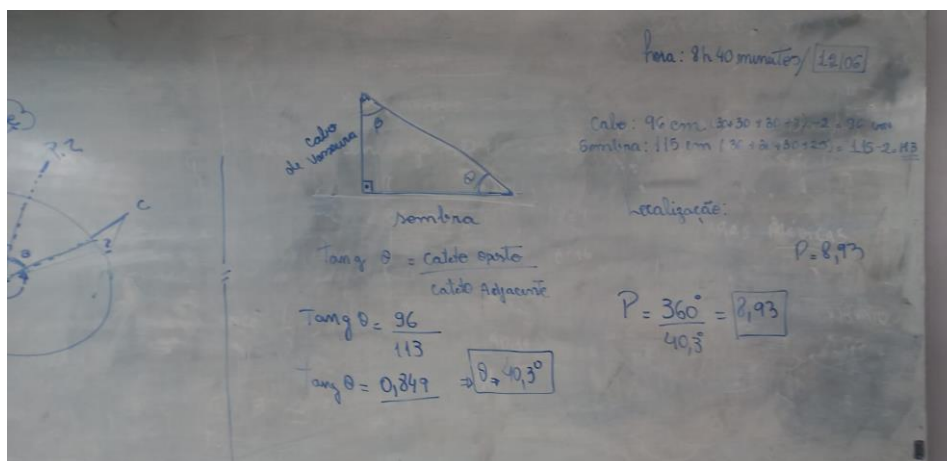 hora: 8h 40 minutos / 12/06
P.Z
C
Cabo
de vassoura
β
θ
sombra
Cabo: 96 cm
Sombra: 115 cm
Localização:
Tang θ = cateto oposto
cateto Adjacente
P = 8,93
Tang θ = 96
113
P = 360° = 8,93
40,3°
Tang θ = 0,849 ⇒ θ = 40,3°